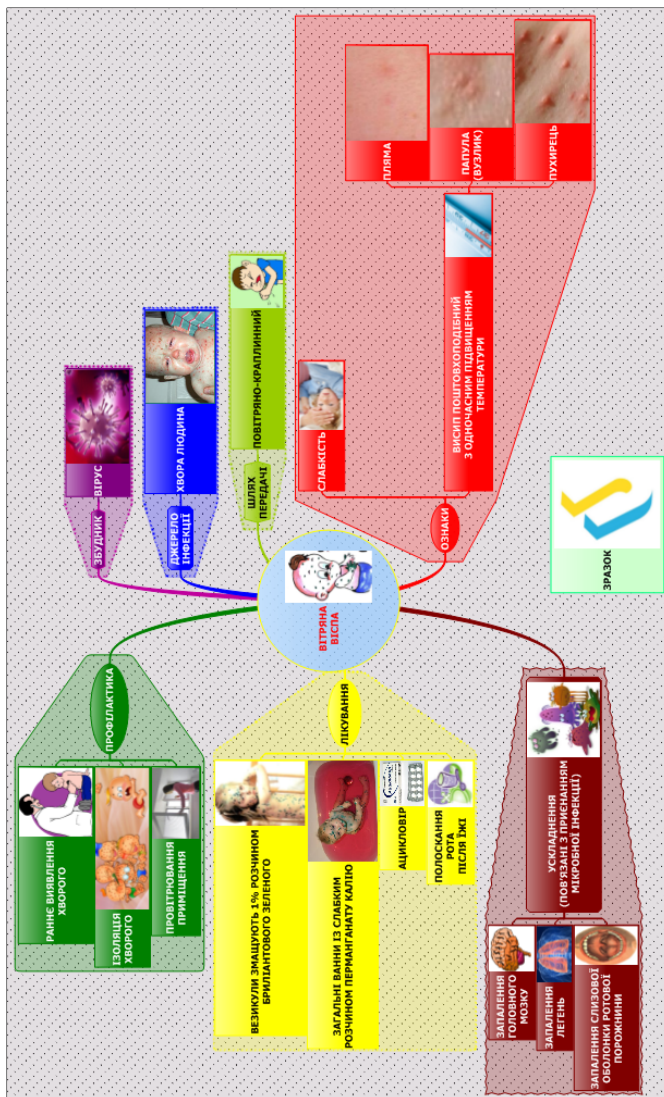 ВІТРЯНА
ВІСПА
ЗБУДНИК
ВІРУС
ДЖЕРЕЛО
ІНФЕКЦІЇ
ХВОРА ЛЮДИНА
ШЛЯХ
ПЕРЕДАЧІ
ПОВІТРЯНО-КРАПЛИННИЙ
ОЗНАКИ
СЛАБКІСТЬ
ВИСИП ПОШТОВХОПОДІБНИЙ
З ОДНОЧАСНИМ ПІДВИЩЕННЯМ
ТЕМПЕРАТУРИ
ПЛЯМА
ПАПУЛА
(ВУЗЛИК)
ПУХИРЕЦЬ
ПРОФІЛАКТИКА
РАННЄ ВИЯВЛЕННЯ
ХВОРОГО
ІЗОЛЯЦІЯ
ХВОРОГО
ПРОВІТРЮВАННЯ
ПРИМІЩЕННЯ
ЛІКУВАННЯ
ВЕЗИКУЛИ ЗМАЩУЮТЬ 1% РОЗЧИНОМ
БРИЛІАНТОВОГО ЗЕЛЕНОГО
ЗАГАЛЬНІ ВАННИ ІЗ СЛАБКИМ
РОЗЧИНОМ ПЕРМАНГАНАТУ КАЛІЮ
АЦИКЛОВІР
ПОЛОСКАННЯ
РОТА
ПІСЛЯ ЇЖІ
УСКЛАДНЕННЯ
(ПОВ'ЯЗАНІ З ПРИЄНАННЯМ
МІКРОБНОЇ ІНФЕКЦІЇ)
ЗАПАЛЕННЯ
ГОЛОВНОГО
МОЗКУ
ЗАПАЛЕННЯ
ЛЕГЕНЬ
ЗАПАЛЕННЯ СЛИЗОВОЇ
ОБОЛОНКИ РОТОВОЇ
ПОРОЖНИНИ
ЗРАЗОК